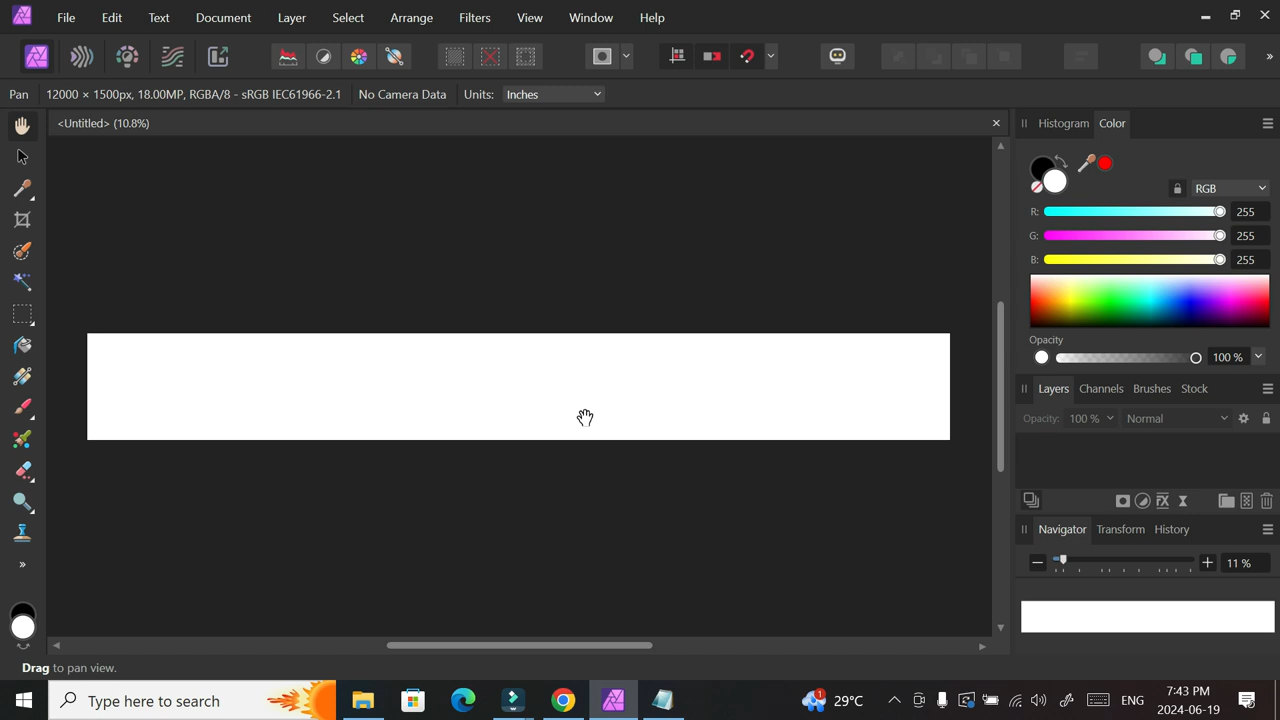 File Edit Text Document Layer Select Arrange Filters View Window Help
Pan 12000 × 1500px, 18.00MP, RGBA/8 - sRGB IEC61966-2.1 No Camera Data Units: Inches
<Untitled> (10.8%)
Histogram Color
RGB
R: 255
G: 255
B: 255
Opacity
100 %
Layers Channels Brushes Stock
Opacity: 100 % Normal
Navigator Transform History
11 %
Drag to pan view.
Type here to search
1 29°C ENG
7:43 PM
2024-06-19